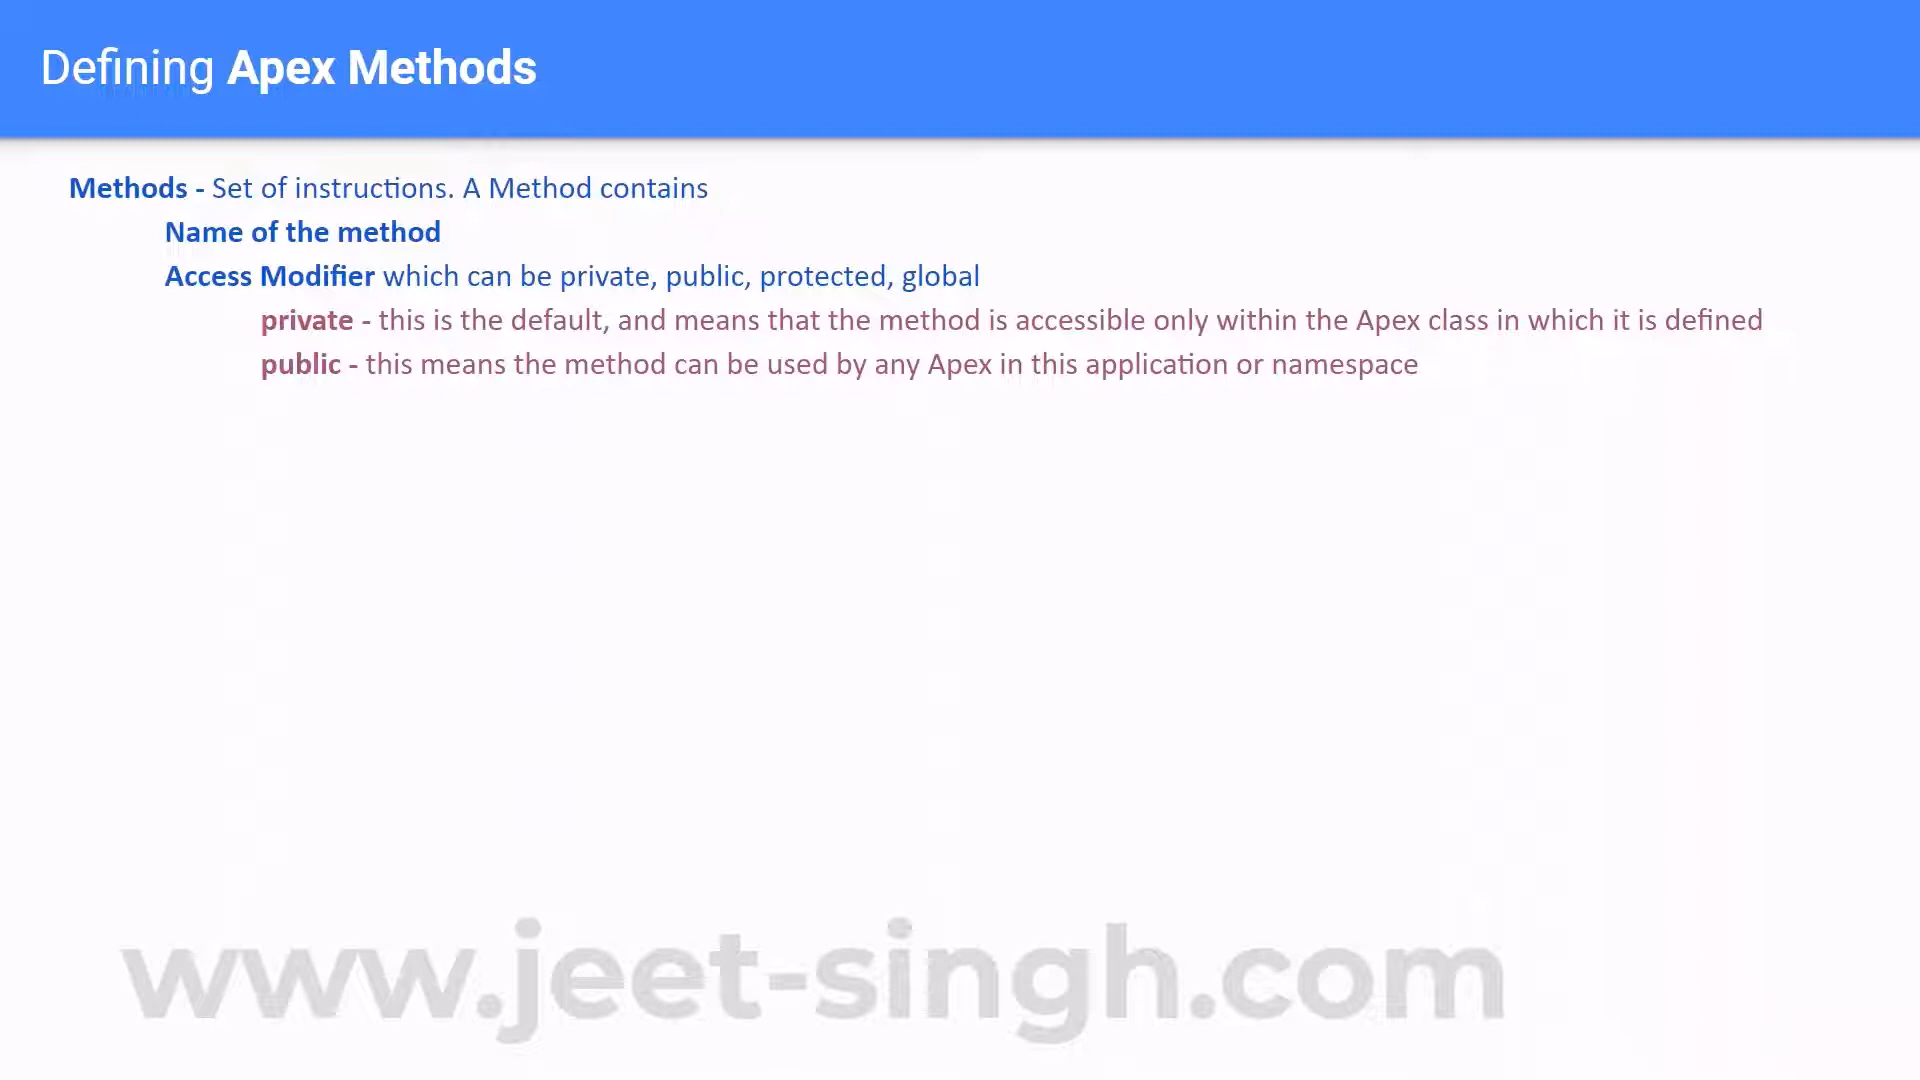 Defining Apex Methods
Methods - Set of instructions. A Method contains
Name of the method
Access Modifier which can be private, public, protected, global
private - this is the default, and means that the method is accessible only within the Apex class in which it is defined
public - this means the method can be used by any Apex in this application or namespace
www.jeet-singh.com